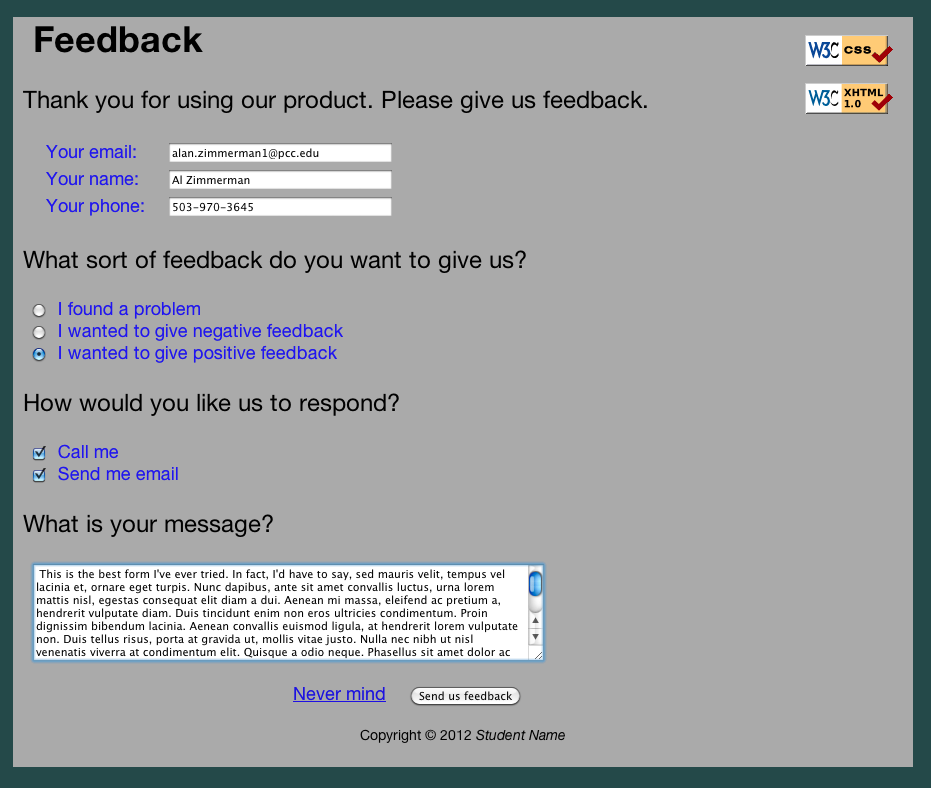 Feedback
W3C css
Thank you for using our product. Please give us feedback.
W3C XHTML 1.0
Your email: alan.zimmerman1@pcc.edu
Your name: Al Zimmerman
Your phone: 503-970-3645
What sort of feedback do you want to give us?
I found a problem
I wanted to give negative feedback
I wanted to give positive feedback
How would you like us to respond?
Call me
Send me email
What is your message?
This is the best form I've ever tried. In fact, I'd have to say, sed mauris velit, tempus vel
lacinia et, ornare eget turpis. Nunc dapibus, ante sit amet convallis luctus, urna lorem
mattis nisl, egestas consequat elit diam a dui. Aenean mi massa, eleifend ac pretium a,
hendrerit vulputate diam. Duis tincidunt enim non eros ultricies condimentum. Proin
dignissim bibendum lacinia. Aenean convallis euismod ligula, at hendrerit lorem vulputate
non. Duis tellus risus, porta at gravida ut, mollis vitae justo. Nulla nec nibh ut nisl
venenatis viverra at condimentum elit. Quisque a odio neque. Phasellus sit amet dolor ac
Never mind Send us feedback
Copyright © 2012 Student Name